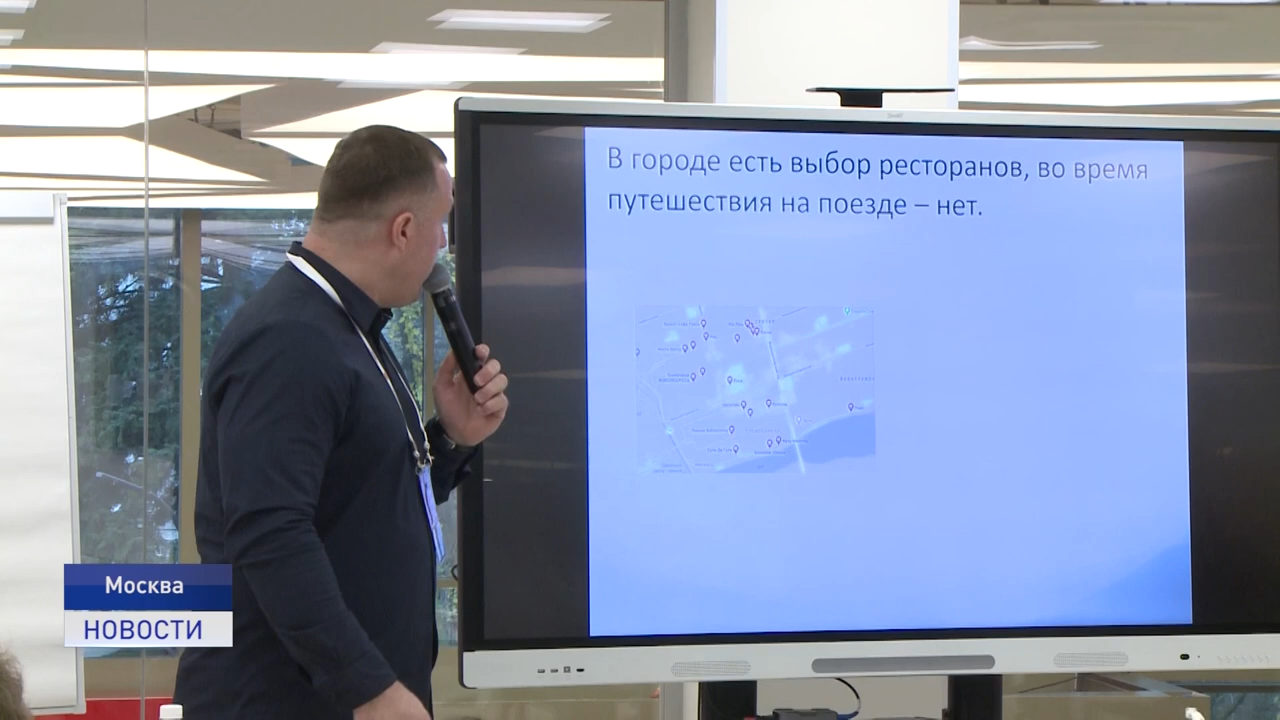 В городе есть выбор ресторанов, во время
путешествия на поезде – нет.
Москва
НОВОСТИ